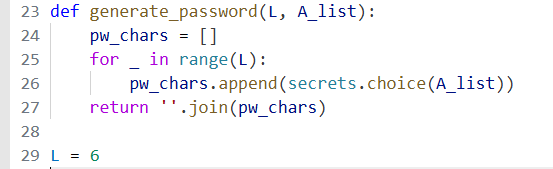 23 def generate_password(L, A_list):
24     pw_chars = []
25     for _ in range(L):
26         pw_chars.append(secrets.choice(A_list))
27     return ''.join(pw_chars)
28
29 L = 6